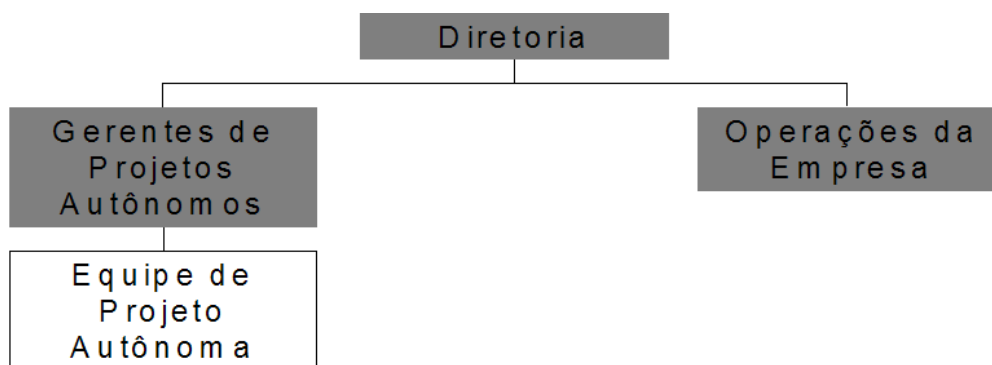 Diretoria
Gerentes de
Projetos
Autônomos
Operações da
Empresa
Equipe de
Projeto
Autônoma